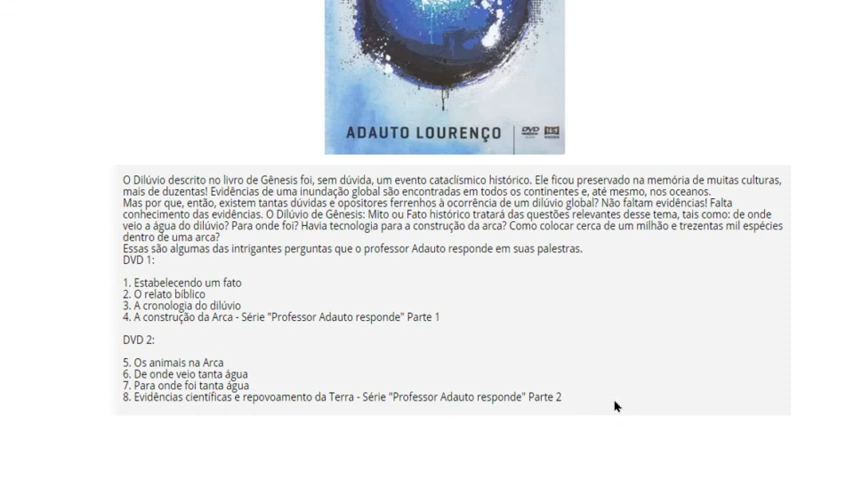 ADAUTO LOURENÇO
DVD
O Dilúvio descrito no livro de Gênesis foi, sem dúvida, um evento cataclísmico histórico. Ele ficou preservado na memória de muitas culturas,
mais de duzentas! Evidências de uma inundação global são encontradas em todos os continentes e, até mesmo, nos oceanos.
Mas por que, então, existem tantas dúvidas e opositores ferrenhos à ocorrência de um dilúvio global? Não faltam evidências! Falta
conhecimento das evidências. O Dilúvio de Gênesis: Mito ou Fato histórico tratará das questões relevantes desse tema, tais como: de onde
veio a água do dilúvio? Para onde foi? Havia tecnologia para a construção da arca? Como colocar cerca de um milhão e trezentas mil espécies
dentro de uma arca?
Essas são algumas das intrigantes perguntas que o professor Adauto responde em suas palestras.
DVD 1:
1. Estabelecendo um fato
2. O relato bíblico
3. A cronologia do dilúvio
4. A construção da Arca - Série "Professor Adauto responde" Parte 1
DVD 2:
5. Os animais na Arca
6. De onde veio tanta água
7. Para onde foi tanta água
8. Evidências científicas e repovoamento da Terra - Série "Professor Adauto responde" Parte 2